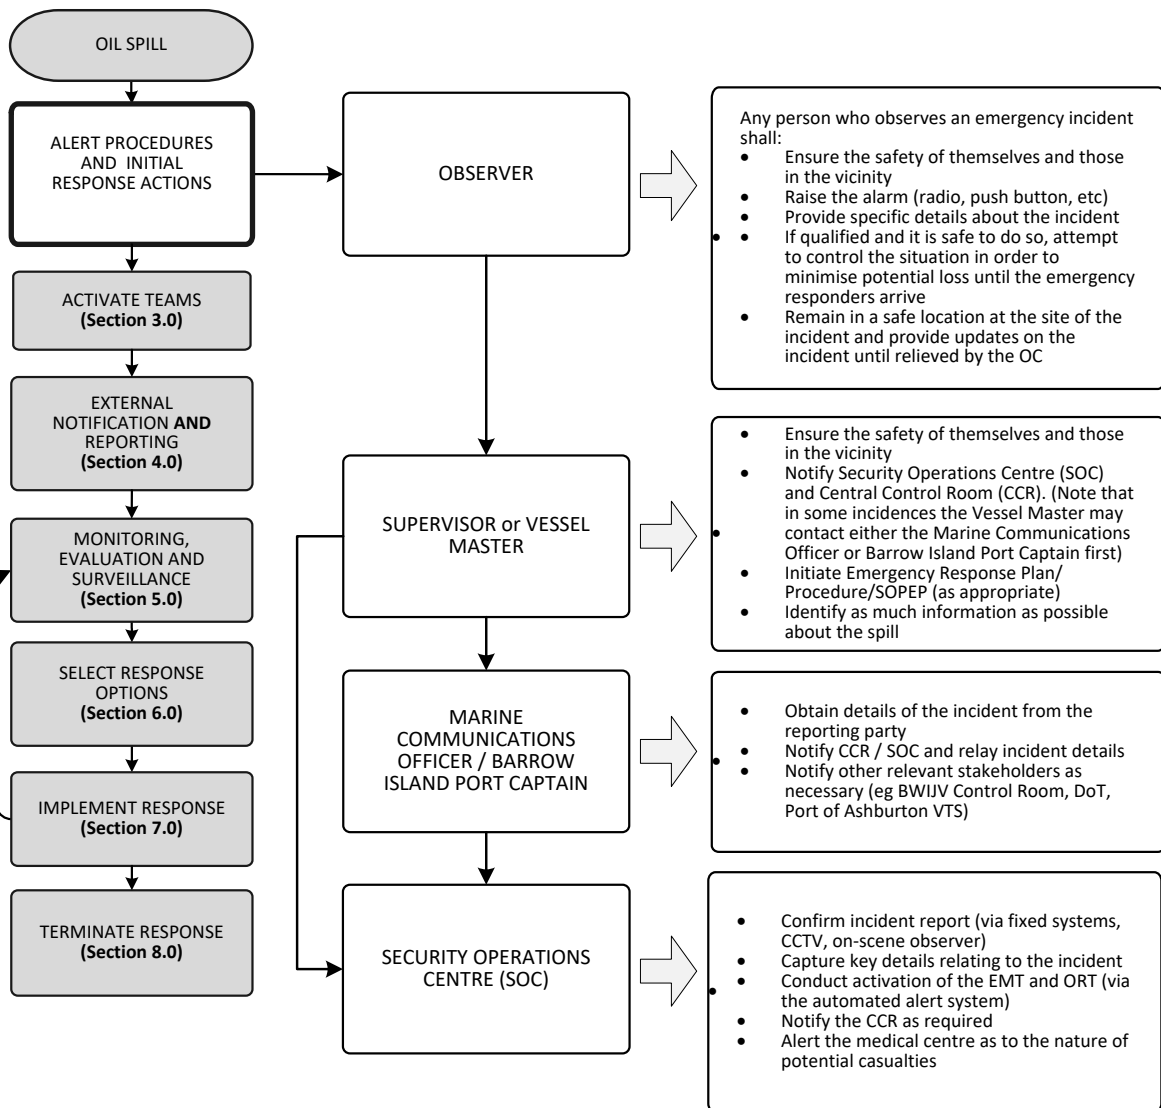 OIL SPILL
ALERT PROCEDURES
AND INITIAL
RESPONSE ACTIONS
ACTIVATE TEAMS
(Section 3.0)
EXTERNAL
NOTIFICATION AND
REPORTING
(Section 4.0)
MONITORING,
EVALUATION AND
SURVEILLANCE
(Section 5.0)
SELECT RESPONSE
OPTIONS
(Section 6.0)
IMPLEMENT RESPONSE
(Section 7.0)
TERMINATE RESPONSE
(Section 8.0)
OBSERVER
Any person who observes an emergency incident
shall:
• Ensure the safety of themselves and those
in the vicinity
• Raise the alarm (radio, push button, etc)
• Provide specific details about the incident
• If qualified and it is safe to do so, attempt
to control the situation in order to
minimise potential loss until the emergency
responders arrive
• Remain in a safe location at the site of the
incident and provide updates on the
incident until relieved by the OC
SUPERVISOR or VESSEL
MASTER
• Ensure the safety of themselves and those
in the vicinity
• Notify Security Operations Centre (SOC)
and Central Control Room (CCR). (Note that
in some incidences the Vessel Master may
contact either the Marine Communications
Officer or Barrow Island Port Captain first)
• Initiate Emergency Response Plan/
Procedure/SOPEP (as appropriate)
• Identify as much information as possible
about the spill
MARINE
COMMUNICATIONS
OFFICER / BARROW
ISLAND PORT CAPTAIN
• Obtain details of the incident from the
reporting party
• Notify CCR / SOC and relay incident details
• Notify other relevant stakeholders as
necessary (eg BWIJV Control Room, DoT,
Port of Ashburton VTS)
SECURITY OPERATIONS
CENTRE (SOC)
• Confirm incident report (via fixed systems,
CCTV, on-scene observer)
• Capture key details relating to the incident
• Conduct activation of the EMT and ORT (via
the automated alert system)
• Notify the CCR as required
• Alert the medical centre as to the nature of
potential casualties